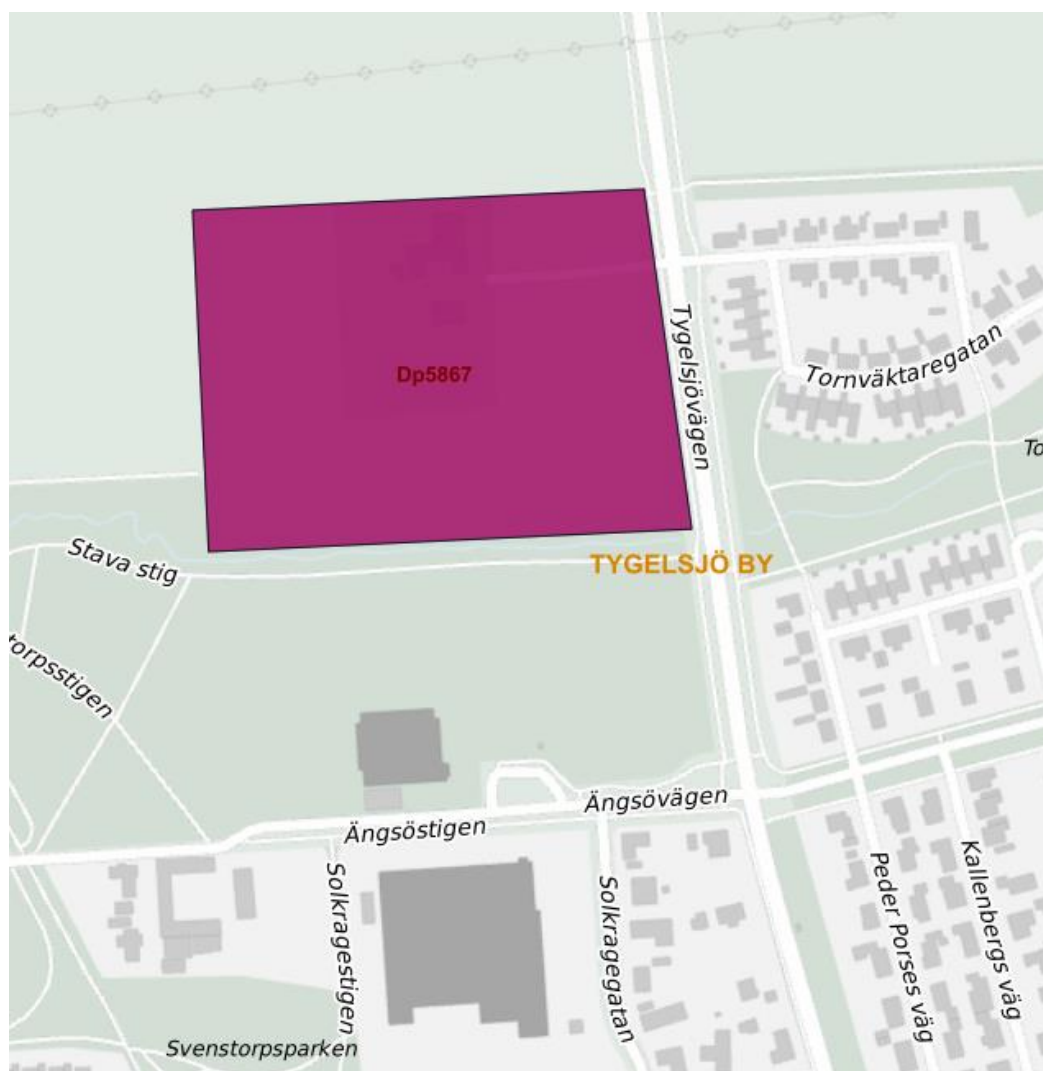 Tygelsjövägen
Tornväktaregatan
Dp5867
To
Stava stig
TYGELSJÖ BY
torpsstigen
Ängsövägen
Ängsöstigen
Solkragestigen
Solkragegatan
Peder Porses väg
Kallenbergs väg
Svenstorpsparken